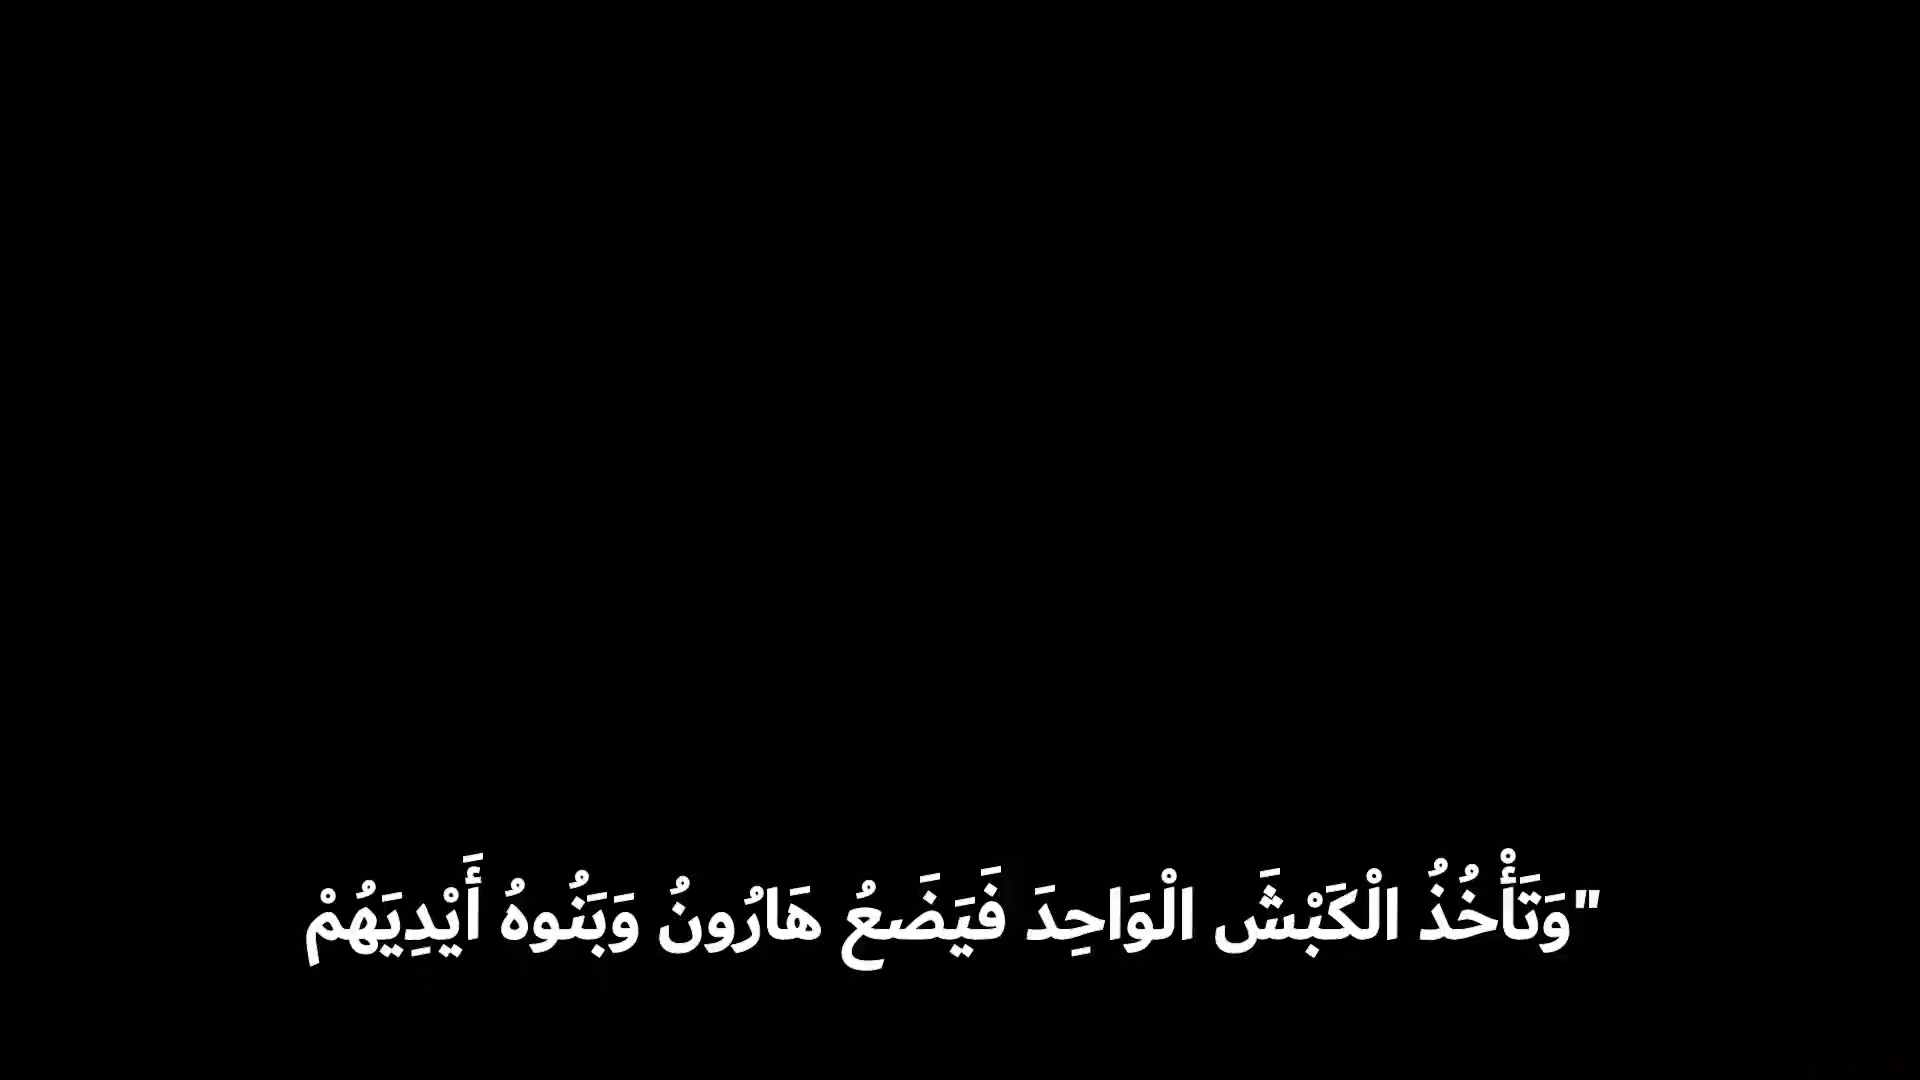 "وَتَأْخُذُ الْكَبْشَ الْوَاحِدَ فَيَضَعُ هَارُونُ وَبَنُوهُ أَيْدِيَهُمْ